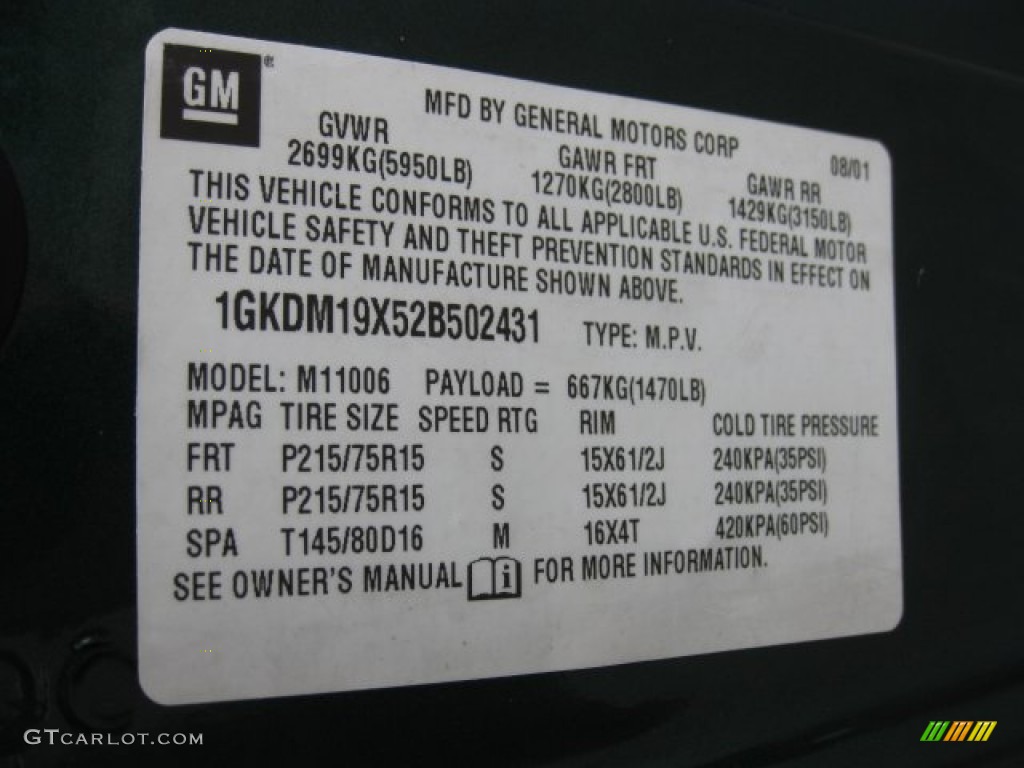 GM®
MFD BY GENERAL MOTORS CORP
08/01
GVWR GAWR FRT GAWR RR
2699KG(5950LB) 1270KG(2800LB) 1429KG(3150LB)
THIS VEHICLE CONFORMS TO ALL APPLICABLE U.S. FEDERAL MOTOR
VEHICLE SAFETY AND THEFT PREVENTION STANDARDS IN EFFECT ON
THE DATE OF MANUFACTURE SHOWN ABOVE.
1GKDM19X52B502431 TYPE: M.P.V.
MODEL: M11006 PAYLOAD = 667KG(1470LB)
MPAG TIRE SIZE SPEED RTG RIM COLD TIRE PRESSURE
FRT P215/75R15 S 15X61/2J 240KPA(35PSI)
RR P215/75R15 S 15X61/2J 240KPA(35PSI)
SPA T145/80D16 M 16X4T 420KPA(60PSI)
SEE OWNER'S MANUAL i FOR MORE INFORMATION.
GTCARLOT.COM